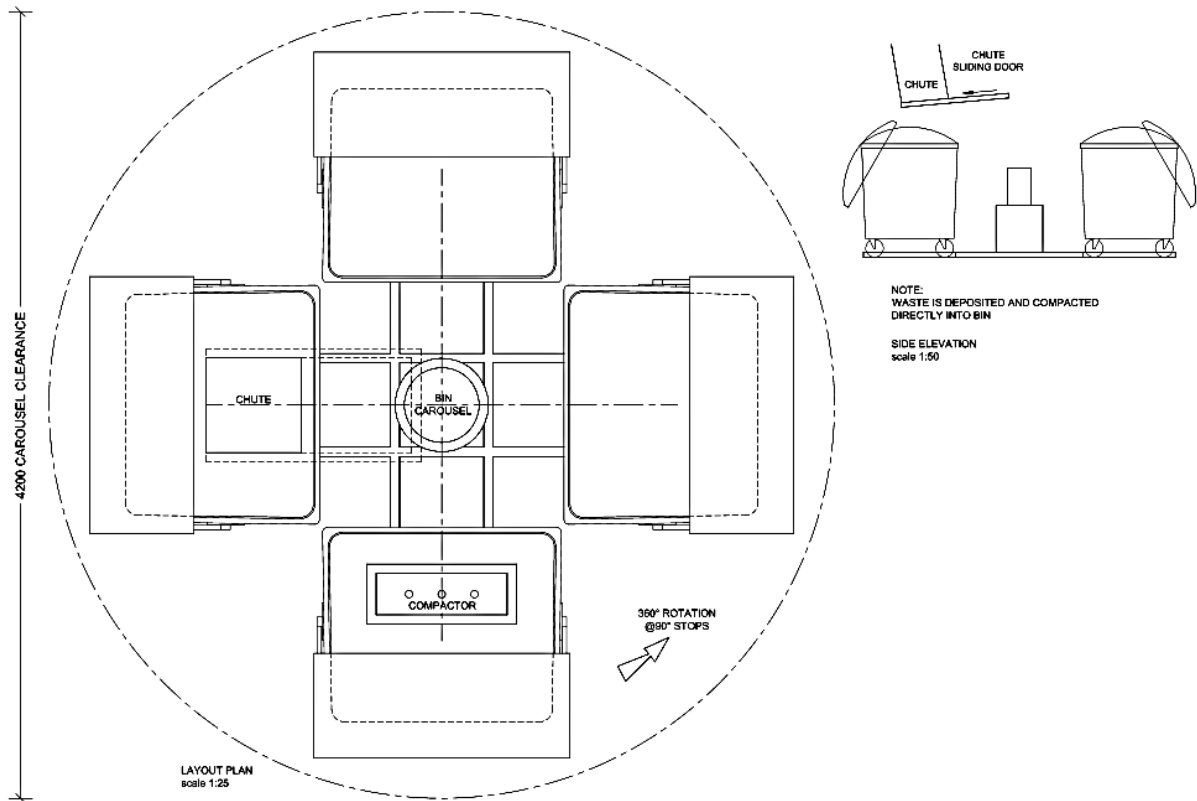 4200 CAROUSEL CLEARANCE
CHUTE
BIN
CAROUSEL
COMPACTOR
360° ROTATION
@90° STOPS
LAYOUT PLAN
scale 1:25
CHUTE
SLIDING DOOR
CHUTE
NOTE:
WASTE IS DEPOSITED AND COMPACTED
DIRECTLY INTO BIN
SIDE ELEVATION
scale 1:50